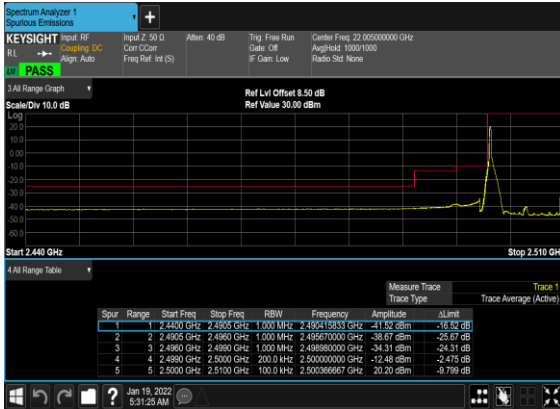 Spectrum Analyzer 1
Spurious Emissions
+
KEYSIGHT Input: RF Input Z: 50 Ω Atten: 40 dB Trig: Free Run Center Freq: 22.005000000 GHz
RL Coupling: DC Corr CCorr Gate: Off Avg|Hold: 1000/1000
Align: Auto Freq Ref: Int (S) IF Gain: Low Radio Std: None
PASS
3 All Range Graph
Ref Lvl Offset 8.50 dB
Scale/Div 10.0 dB Ref Value 30.00 dBm
Log
20.0
10.0
0.00
-10.0
-20.0
-30.0
-40.0
-50.0
-60.0
Start 2.440 GHz Stop 2.510 GH
4 All Range Table
Measure Trace Trace 1
Trace Type Trace Average (Active)
Spur Range Start Freq Stop Freq RBW Frequency Amplitude ΔLimit
1 1 2.4400 GHz 2.4905 GHz 1.000 MHz 2.490415833 GHz -41.52 dBm -16.52 dB
2 2 2.4905 GHz 2.4960 GHz 1.000 MHz 2.495670000 GHz -38.67 dBm -25.67 dB
3 3 2.4960 GHz 2.4990 GHz 1.000 MHz 2.498980000 GHz -34.31 dBm -24.31 dB
4 4 2.4990 GHz 2.5000 GHz 200.0 kHz 2.500000000 GHz -12.48 dBm -2.475 dB
5 5 2.5000 GHz 2.5100 GHz 100.0 kHz 2.500366667 GHz 20.20 dBm -9.799 dB
? Jan 19, 2022
5:31:25 AM